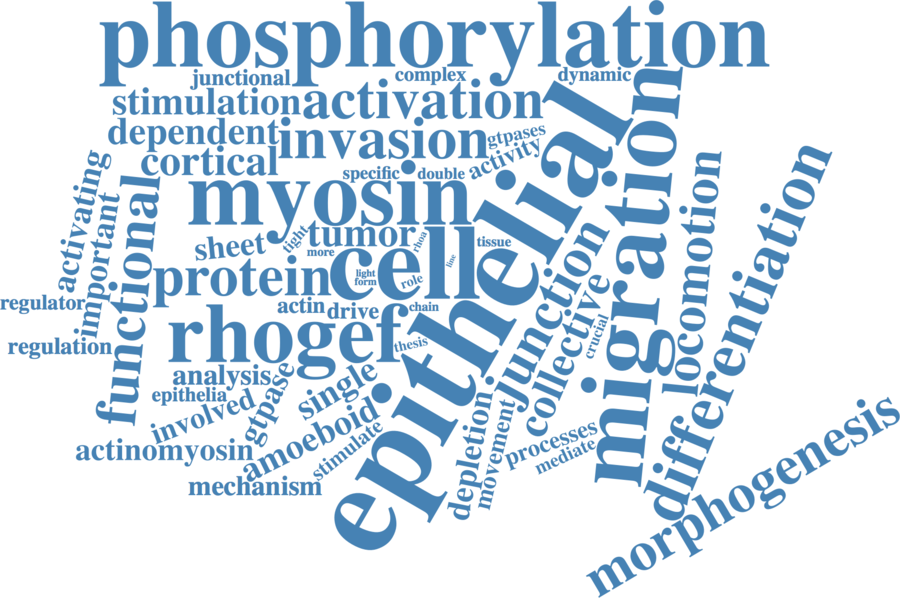 phosphorylation
junctional
complex
dynamic
stimulation
activation
dependent
invasion
gtpases
cortical
specific
double
activity
epithelial
migration
myosin
activating
important
functional
sheet
tight
tumor
rhoa
tissue
more
line
protein
cell
light
form
role
junction
locomotion
differentiation
regulator
actin
drive
chain
collective
crucial
regulation
rhogef
thesis
analysis
epithelia
gtpase
single
involved
amoeboid
stimulate
actinomyosin
mechanism
depletion
movement
processes
mediate
morphogenesis